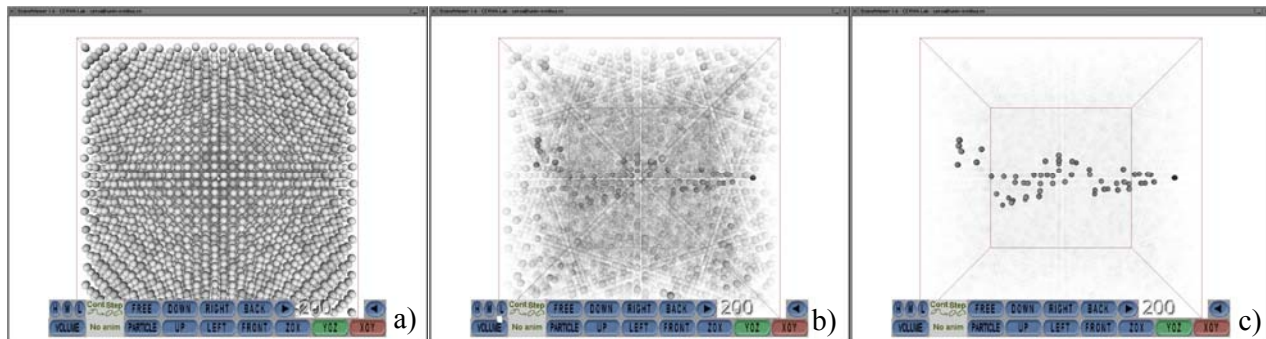 H M L Cont. Step FREE DOWN RIGHT BACK 200 a)
VOLUME No anim PARTICLE UP LEFT FRONT ZOX YOZ XOY
H M L Cont. Step FREE DOWN RIGHT BACK 200 b)
VOLUME No anim PARTICLE UP LEFT FRONT ZOX YOZ XOY
H M L Cont. Step FREE DOWN RIGHT BACK 200 c)
VOLUME No anim PARTICLE UP LEFT FRONT ZOX YOZ XOY